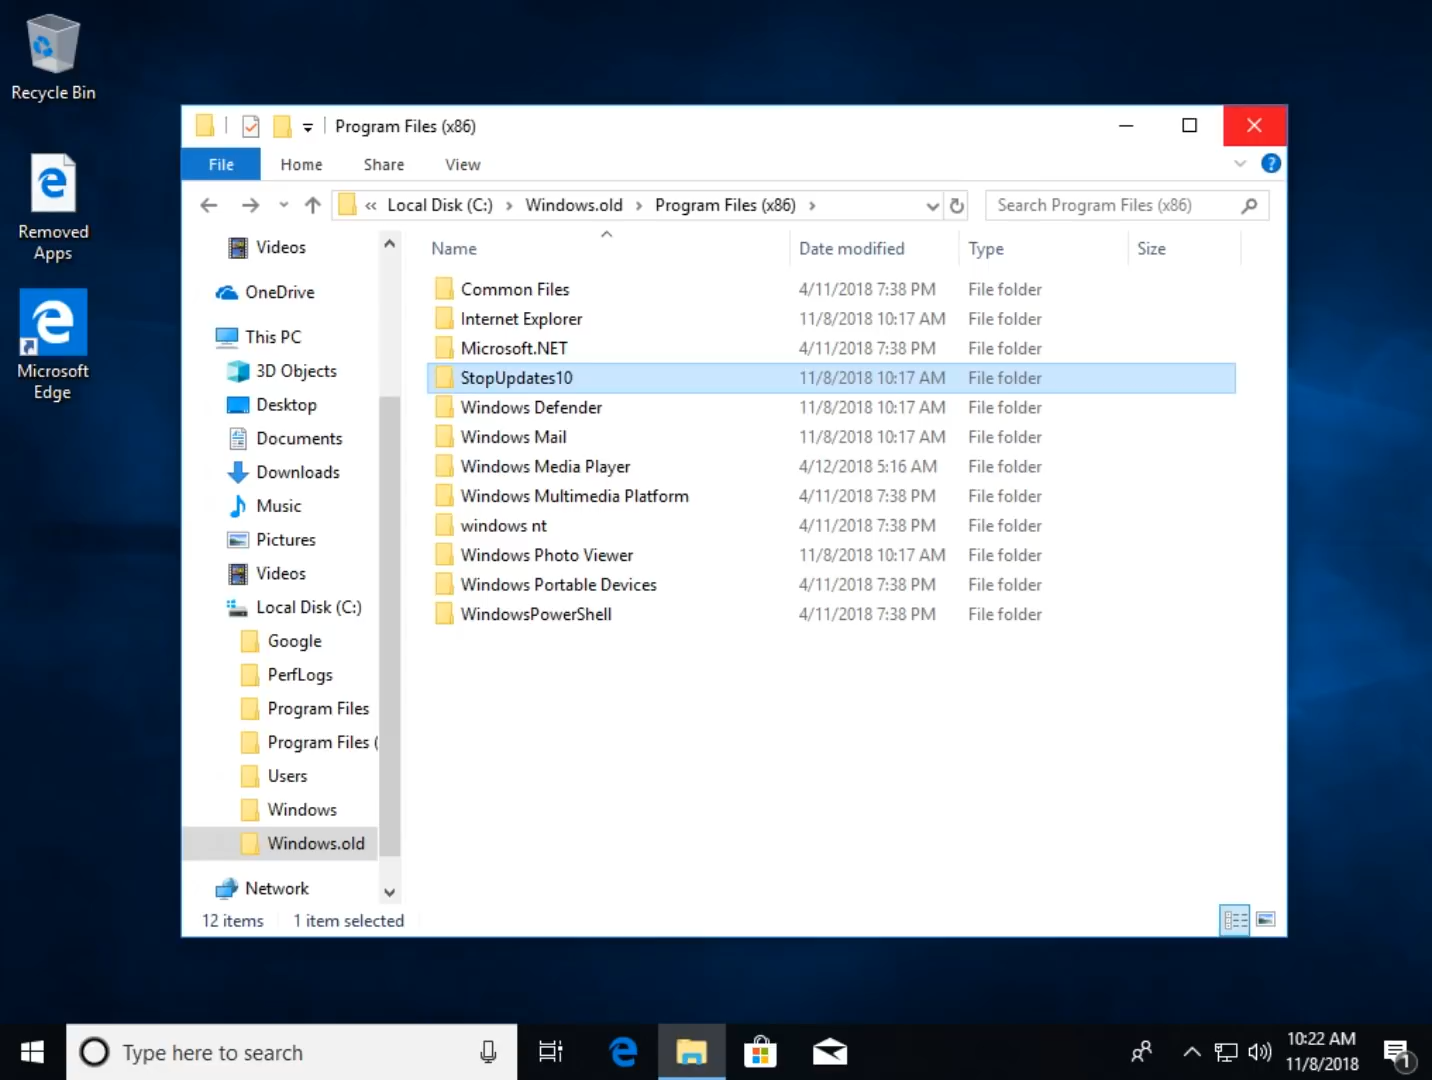 Recycle Bin
Removed
Apps
Microsoft
Edge
Program Files (x86)
File Home Share View
« Local Disk (C:) › Windows.old › Program Files (x86) ›
Search Program Files (x86)
Videos
OneDrive
This PC
3D Objects
Desktop
Documents
Downloads
Music
Pictures
Videos
Local Disk (C:)
Google
PerfLogs
Program Files
Program Files (
Users
Windows
Windows.old
Network
Name Date modified Type Size
Common Files 4/11/2018 7:38 PM File folder
Internet Explorer 11/8/2018 10:17 AM File folder
Microsoft.NET 4/11/2018 7:38 PM File folder
StopUpdates10 11/8/2018 10:17 AM File folder
Windows Defender 11/8/2018 10:17 AM File folder
Windows Mail 11/8/2018 10:17 AM File folder
Windows Media Player 4/12/2018 5:16 AM File folder
Windows Multimedia Platform 4/11/2018 7:38 PM File folder
windows nt 4/11/2018 7:38 PM File folder
Windows Photo Viewer 11/8/2018 10:17 AM File folder
Windows Portable Devices 4/11/2018 7:38 PM File folder
WindowsPowerShell 4/11/2018 7:38 PM File folder
12 items 1 item selected
Type here to search
10:22 AM
11/8/2018
1